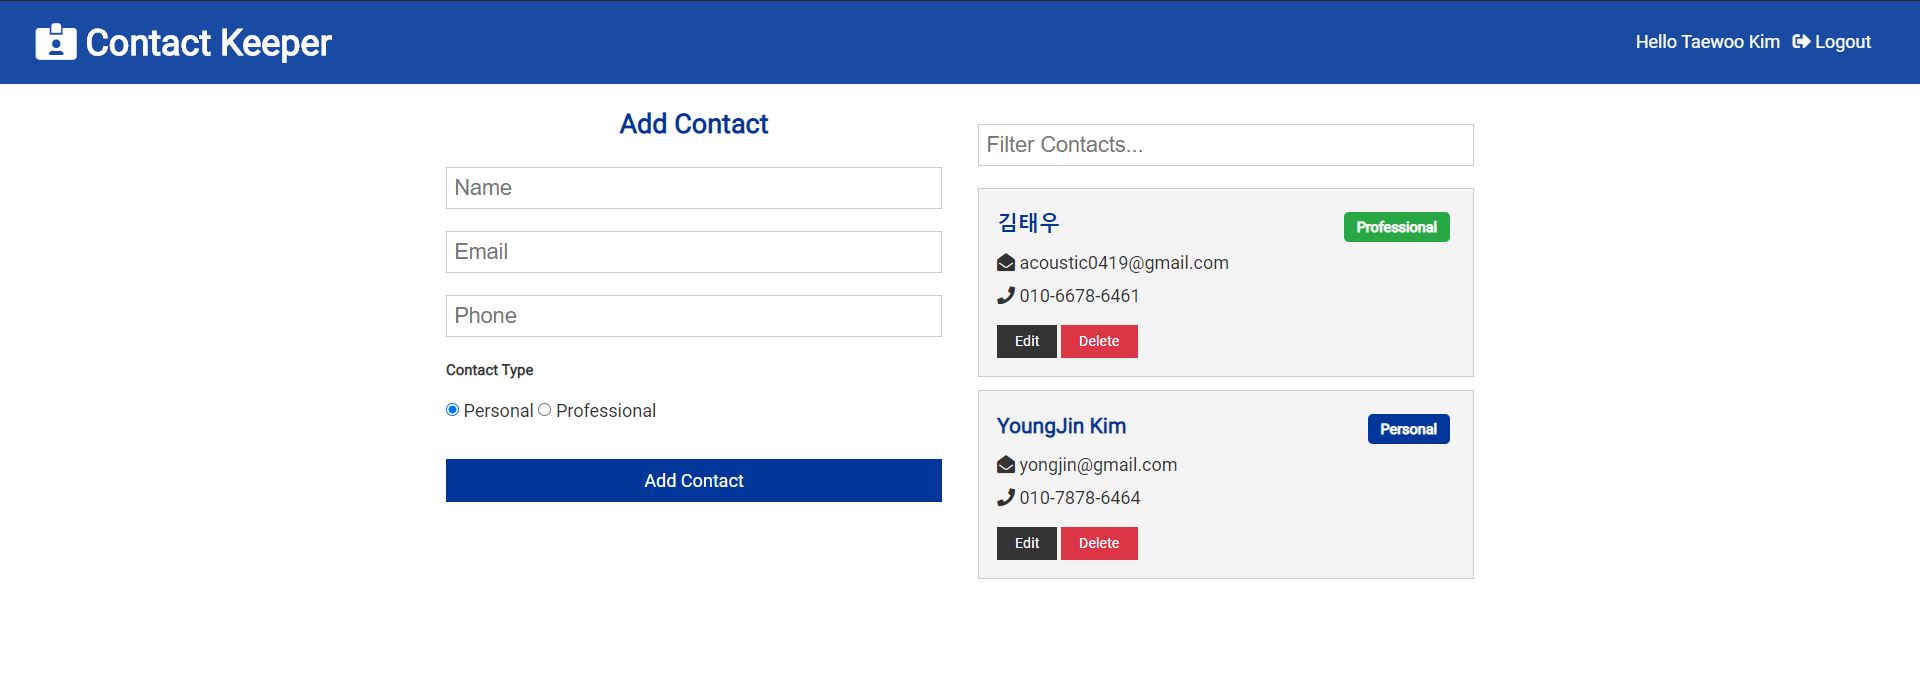 Contact Keeper
Hello Taewoo Kim Logout
Add Contact
Name
Email
Phone
Contact Type
Personal Professional
Add Contact
Filter Contacts...
김태우 Professional
acoustic0419@gmail.com
010-6678-6461
Edit Delete
YoungJin Kim Personal
yongjin@gmail.com
010-7878-6464
Edit Delete